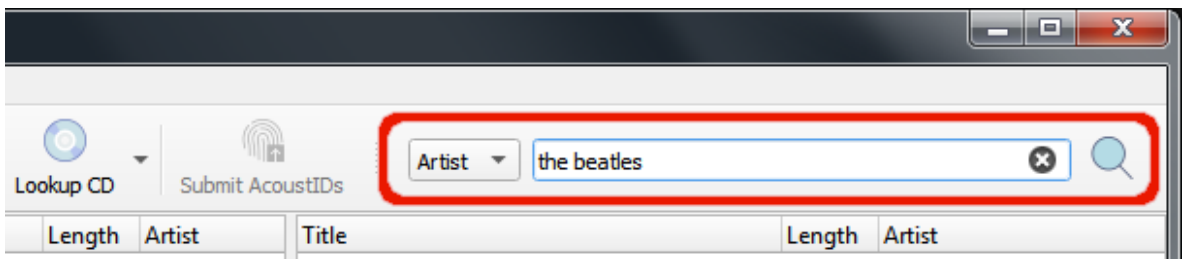 Artist the beatles
Lookup CD Submit AcoustIDs
Length Artist Title Length Artist